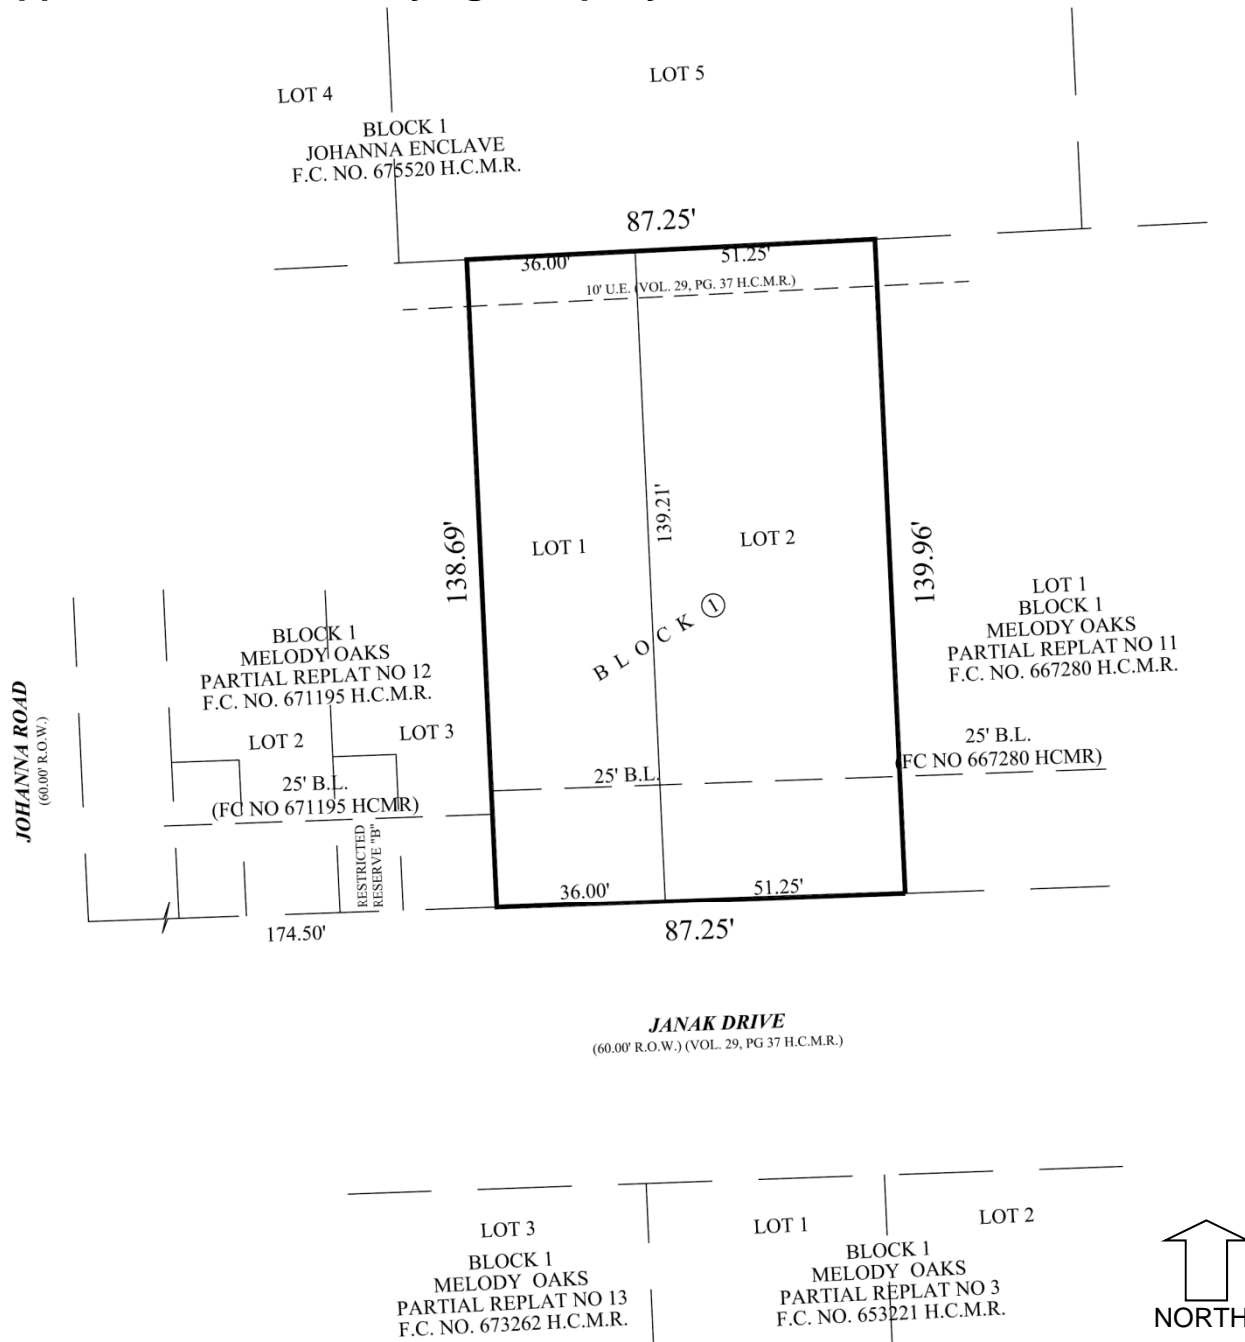 LOT 4
LOT 5
BLOCK 1
JOHANNA ENCLAVE
F.C. NO. 675520 H.C.M.R.
87.25'
36.00'
51.25'
10' U.E. (VOL. 29, PG. 37 H.C.M.R.)
138.69'
LOT 1
139.21'
LOT 2
139.96'
BLOCK 1
LOT 1
BLOCK 1
MELODY OAKS
PARTIAL REPLAT NO 11
F.C. NO. 667280 H.C.M.R.
BLOCK 1
MELODY OAKS
PARTIAL REPLAT NO 12
F.C. NO. 671195 H.C.M.R.
JOHANNA ROAD
(60.00' R.O.W.)
LOT 2
LOT 3
25' B.L.
(FC NO 671195 HCMR)
25' B.L.
25' B.L.
(FC NO 667280 HCMR)
RESTRICTED
RESERVE "B"
36.00'
51.25'
174.50'
87.25'
JANAK DRIVE
(60.00' R.O.W.) (VOL. 29, PG 37 H.C.M.R.)
LOT 3
BLOCK 1
MELODY OAKS
PARTIAL REPLAT NO 13
F.C. NO. 673262 H.C.M.R.
LOT 1
LOT 2
BLOCK 1
MELODY OAKS
PARTIAL REPLAT NO 3
F.C. NO. 653221 H.C.M.R.
NORTH